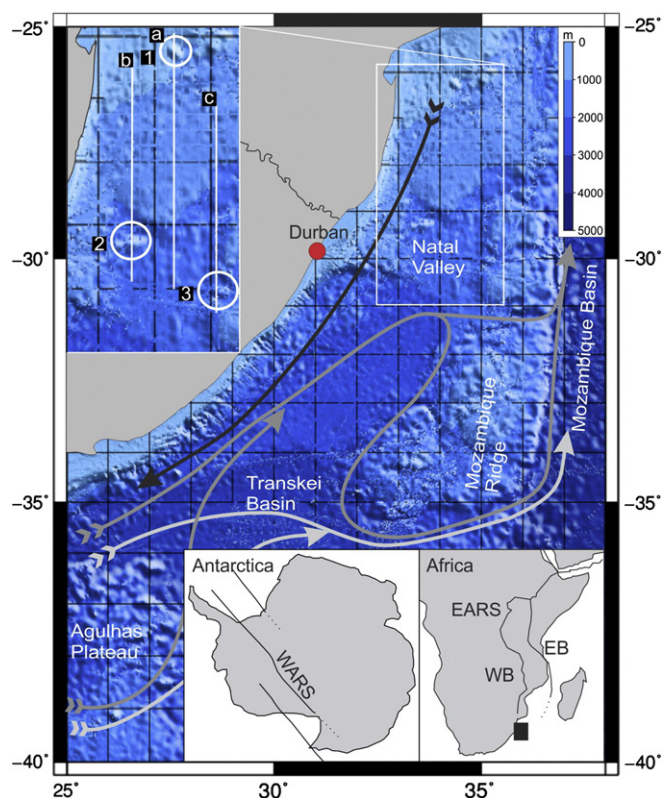 −25°
−25°
m
0
1000
2000
3000
4000
5000
a
1
b
c
2
3
Durban
Natal
Valley
−30°
−30°
Mozambique Basin
Mozambique
Ridge
Transkei
Basin
−35°
−35°
Antarctica
WARS
Africa
EARS
EB
WB
Agulhas
Plateau
−40°
−40°
25°
30°
35°